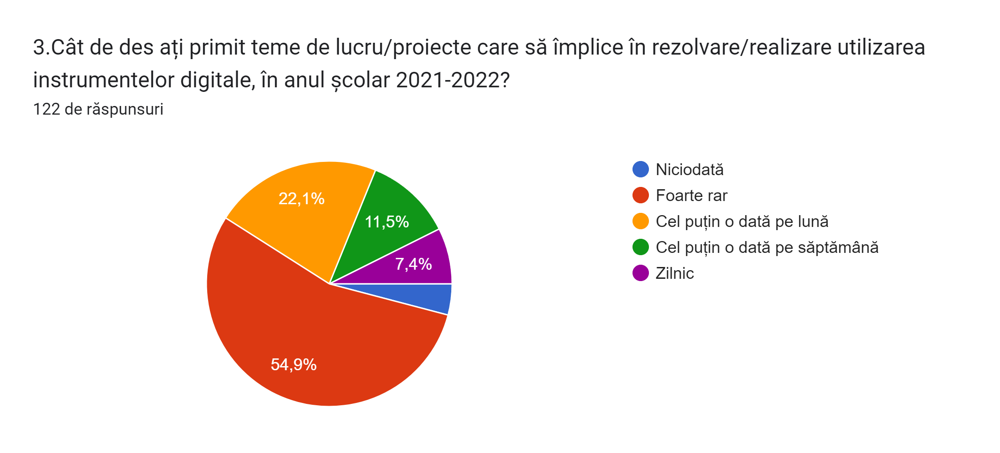 3.Cât de des ați primit teme de lucru/proiecte care să împlice în rezolvare/realizare utilizarea
instrumentelor digitale, în anul școlar 2021-2022?
122 de răspunsuri
22,1%
11,5%
7,4%
54,9%
Niciodată
Foarte rar
Cel puțin o dată pe lună
Cel puțin o dată pe săptămână
Zilnic